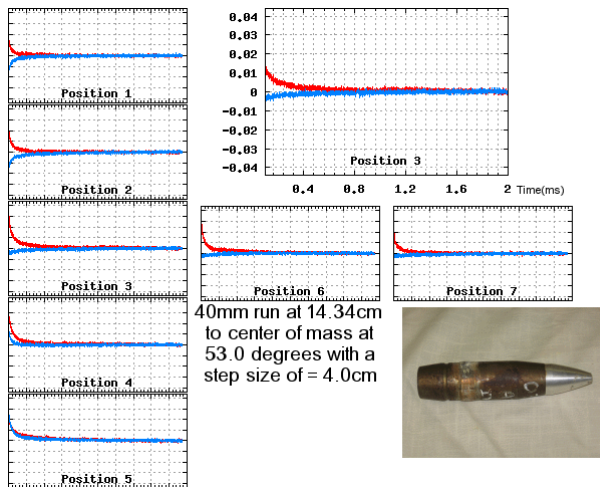 Position 1
Position 2
Position 3
Position 4
Position 5
0.04
0.03
0.02
0.01
0
−0.01
−0.02
−0.03
−0.04
Position 3
0.4 0.8 1.2 1.6 2 Time(ms)
Position 6
Position 7
40mm run at 14.34cm
to center of mass at
53.0 degrees with a
step size of = 4.0cm